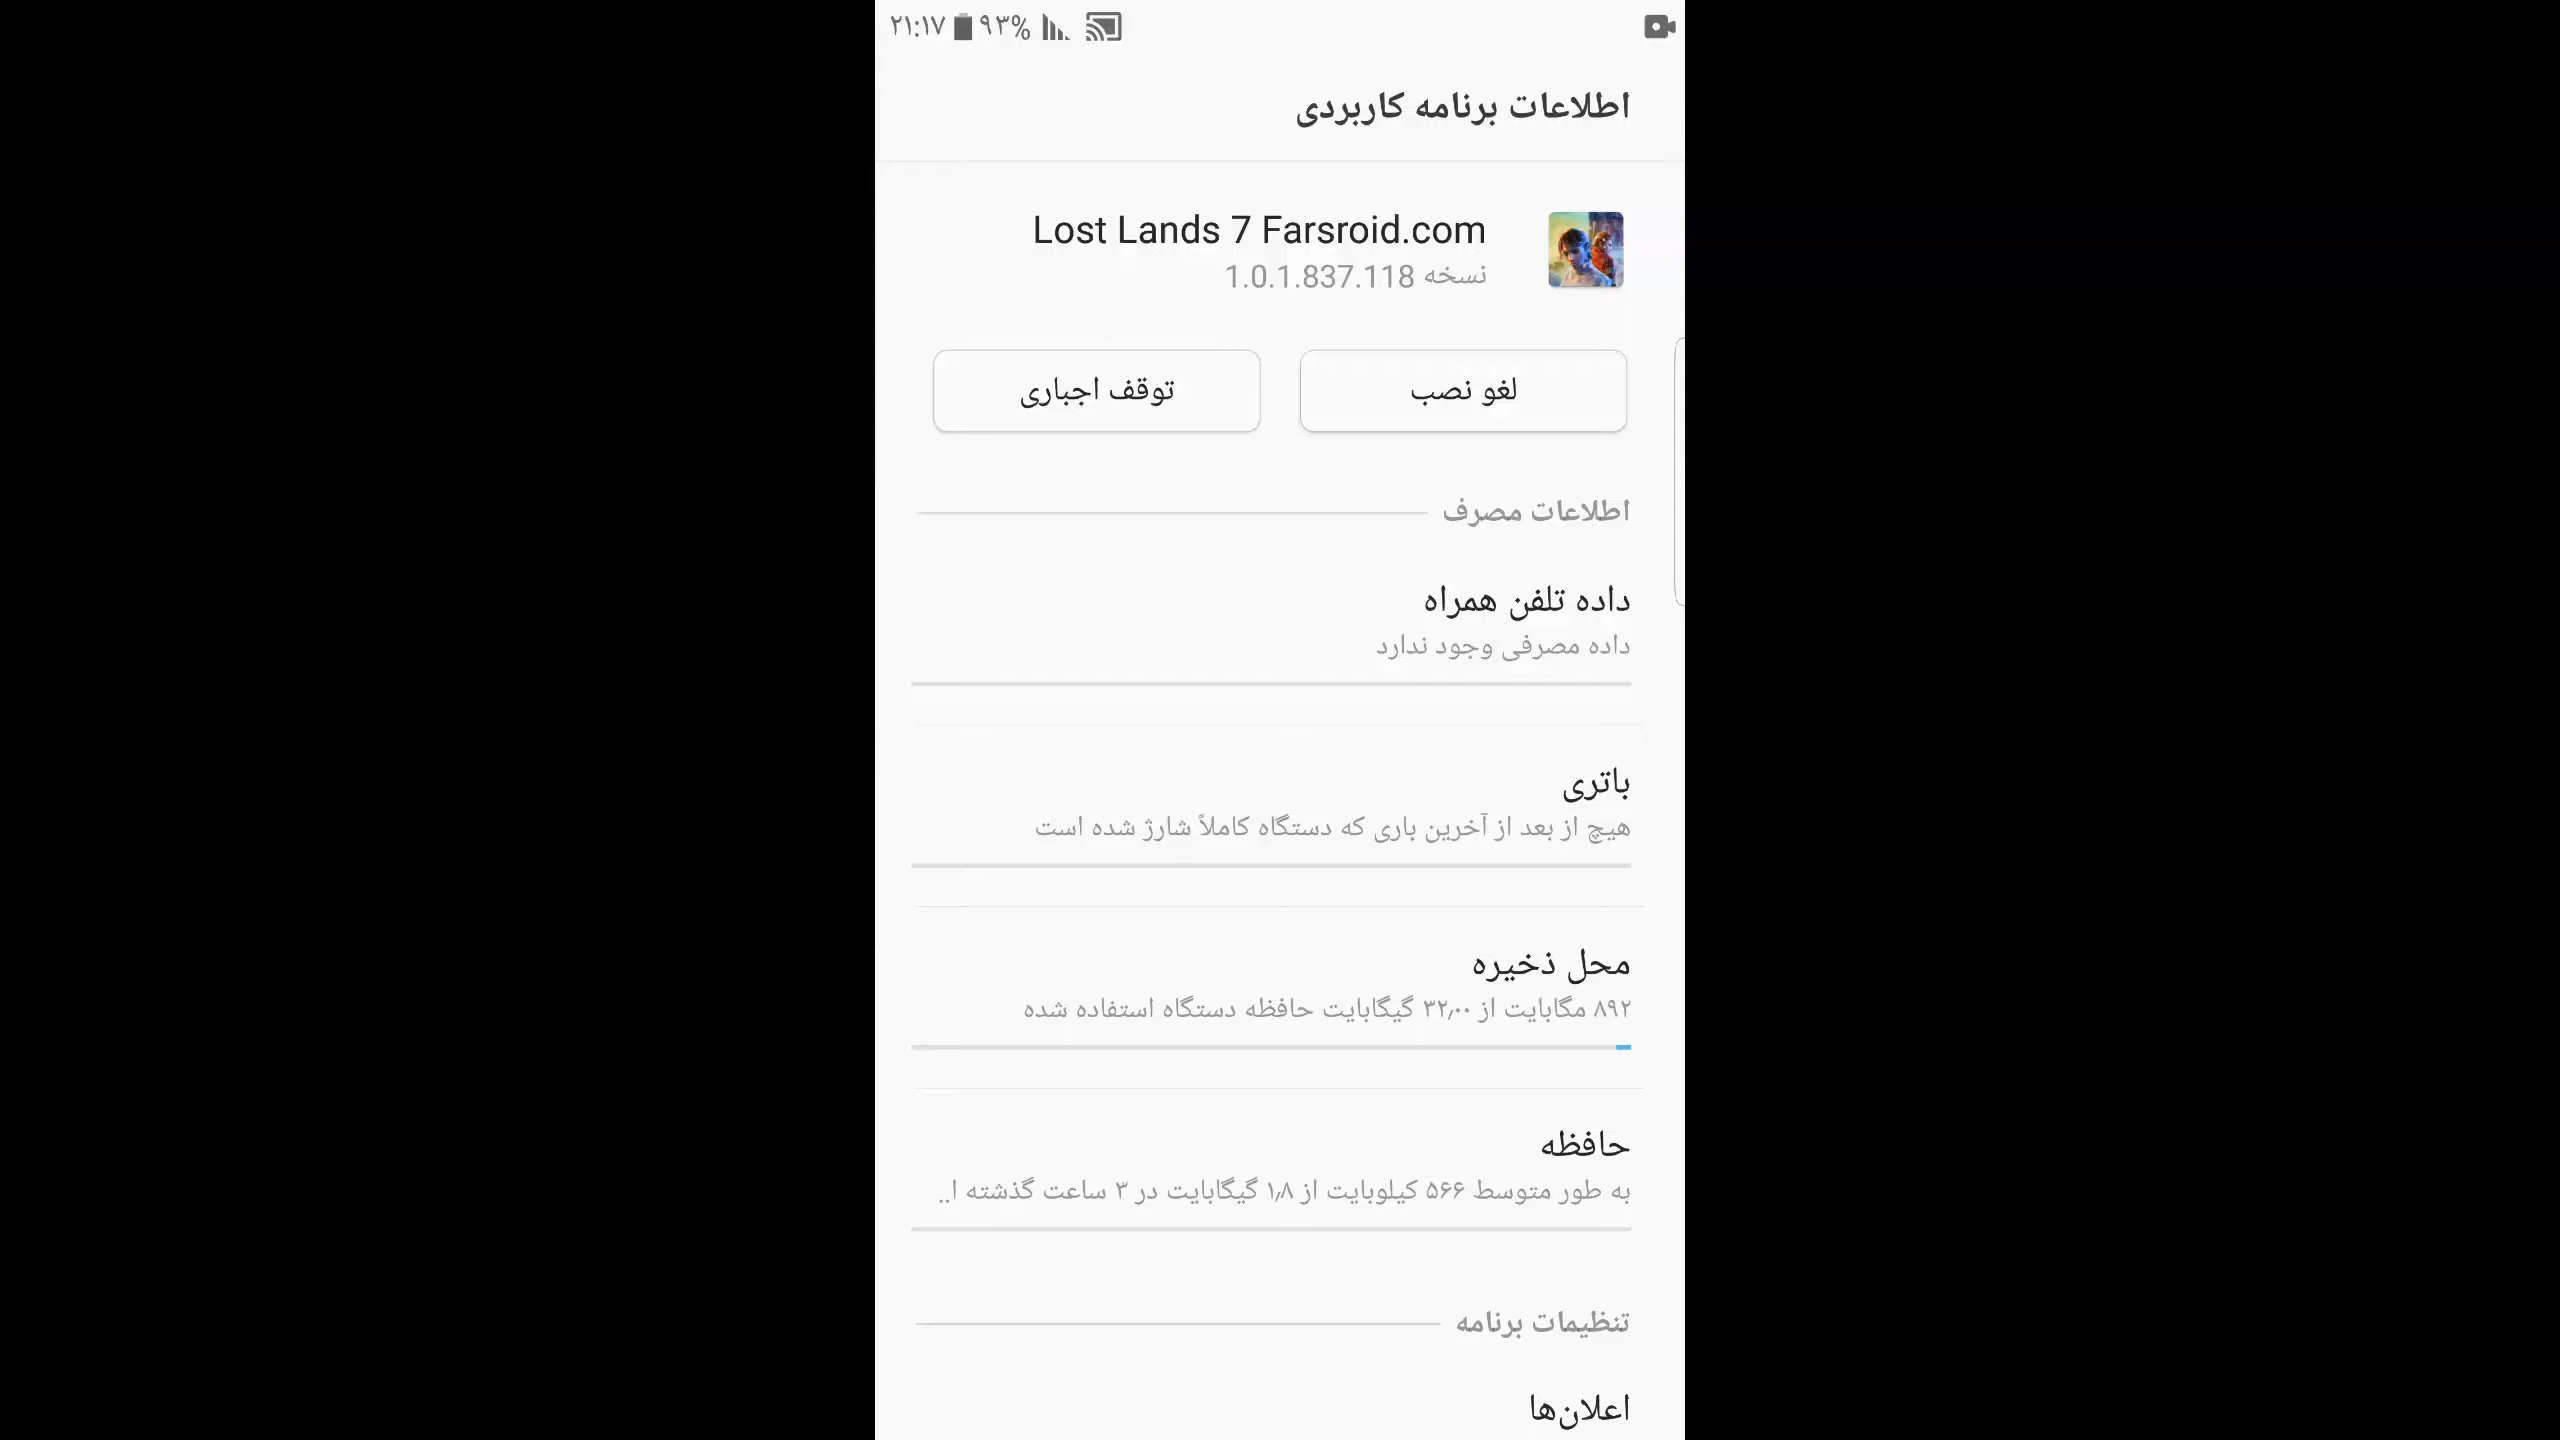 ۲۱:۱۷ ۹۳%
اطلاعات برنامه کاربردی
Lost Lands 7 Farsroid.com
نسخه 1.0.1.837.118
لغو نصب
توقف اجباری
اطلاعات مصرف
داده تلفن همراه
داده مصرفی وجود ندارد
باتری
هیچ از بعد از آخرین باری که دستگاه کاملاً شارژ شده است
محل ذخیره
۸۹۲ مگابایت از ۳۲٫۰۰ گیگابایت حافظه دستگاه استفاده شده
حافظه
به طور متوسط ۵۶۶ کیلوبایت از ۱٫۸ گیگابایت در ۳ ساعت گذشته ا..
تنظیمات برنامه
اعلان‌ها